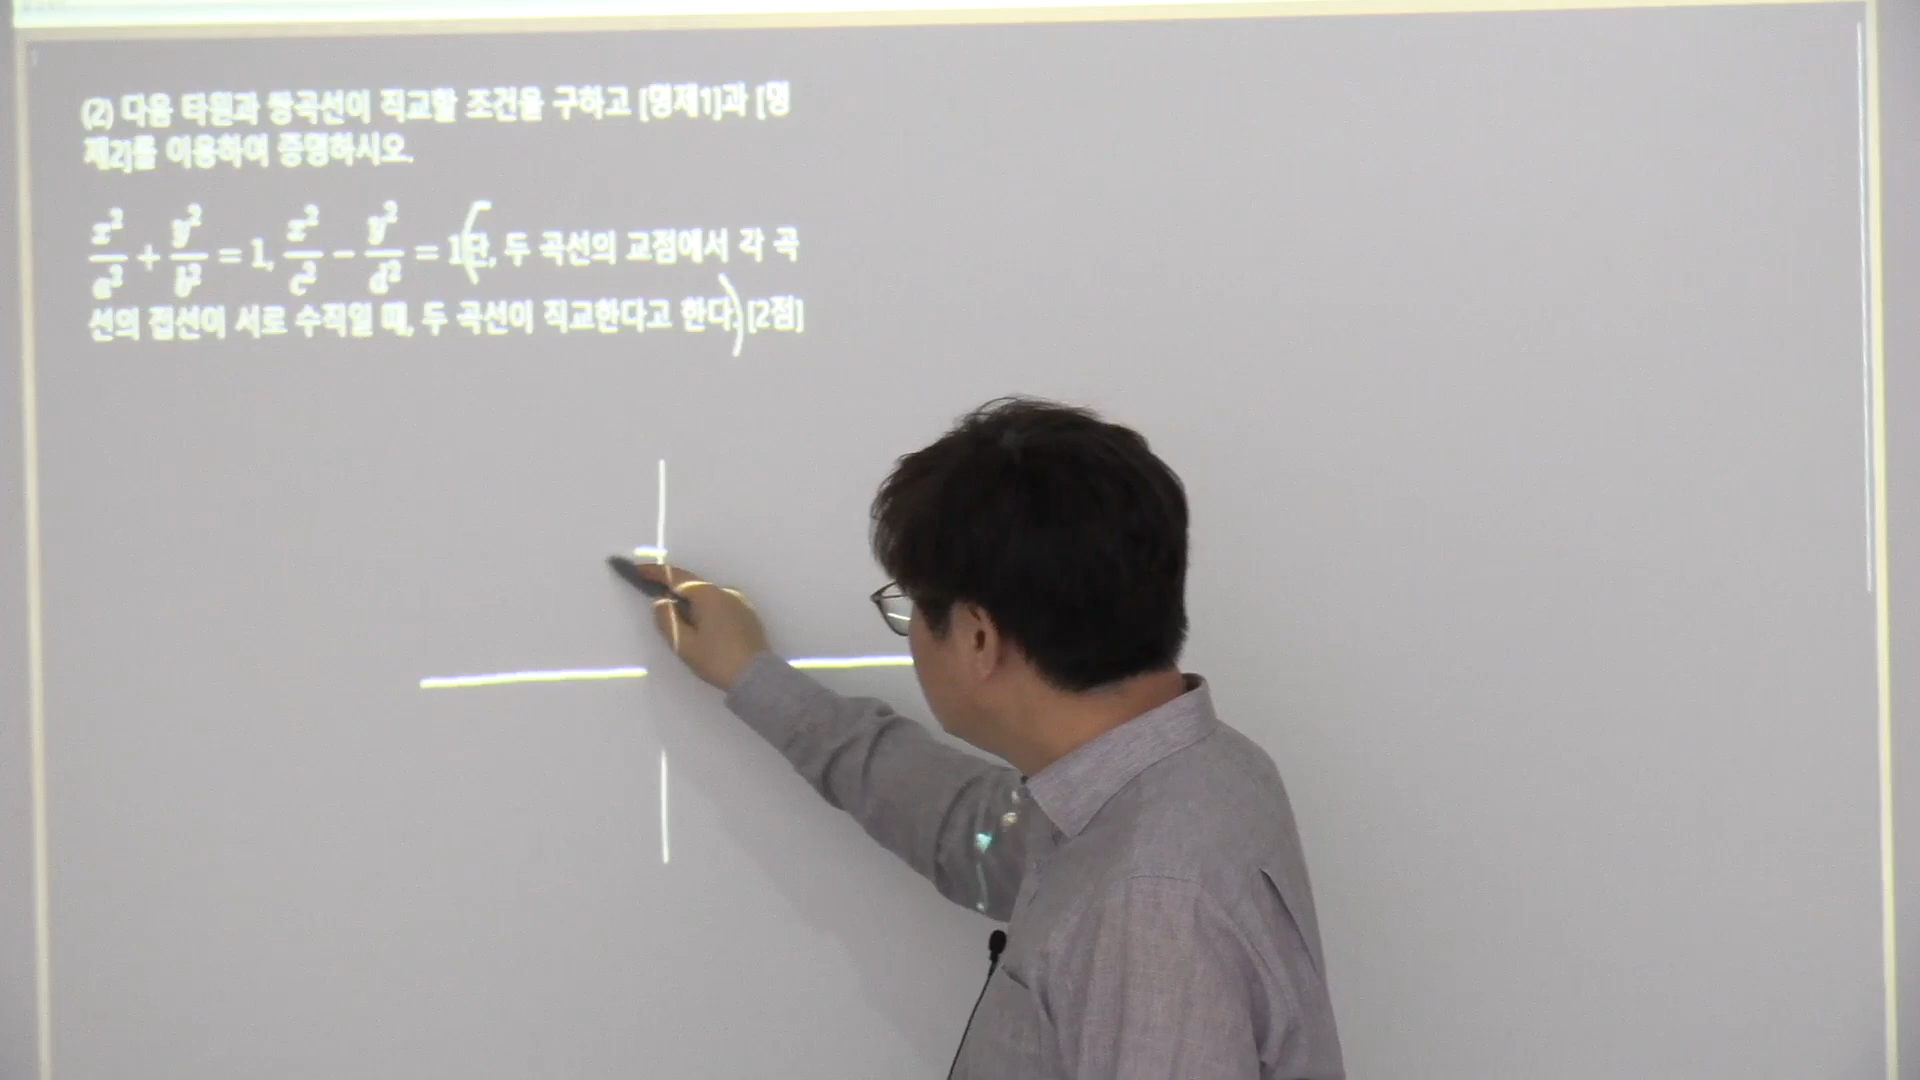 (2) 다음 타원과 쌍곡선이 직교할 조건을 구하고 [명제1]과 [명
제2]를 이용하여 증명하시오.
x²/a² + y²/b² = 1, x²/c² − y²/d² = 1(단, 두 곡선의 교점에서 각 곡
선의 접선이 서로 수직일 때, 두 곡선이 직교한다고 한다.) [2점]